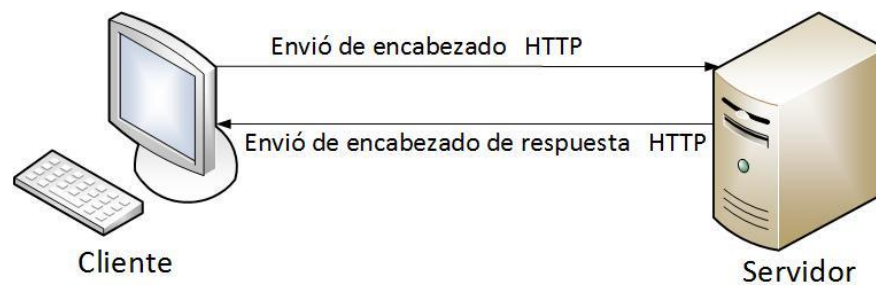 Envió de encabezado HTTP
Envió de encabezado de respuesta HTTP
Cliente
Servidor